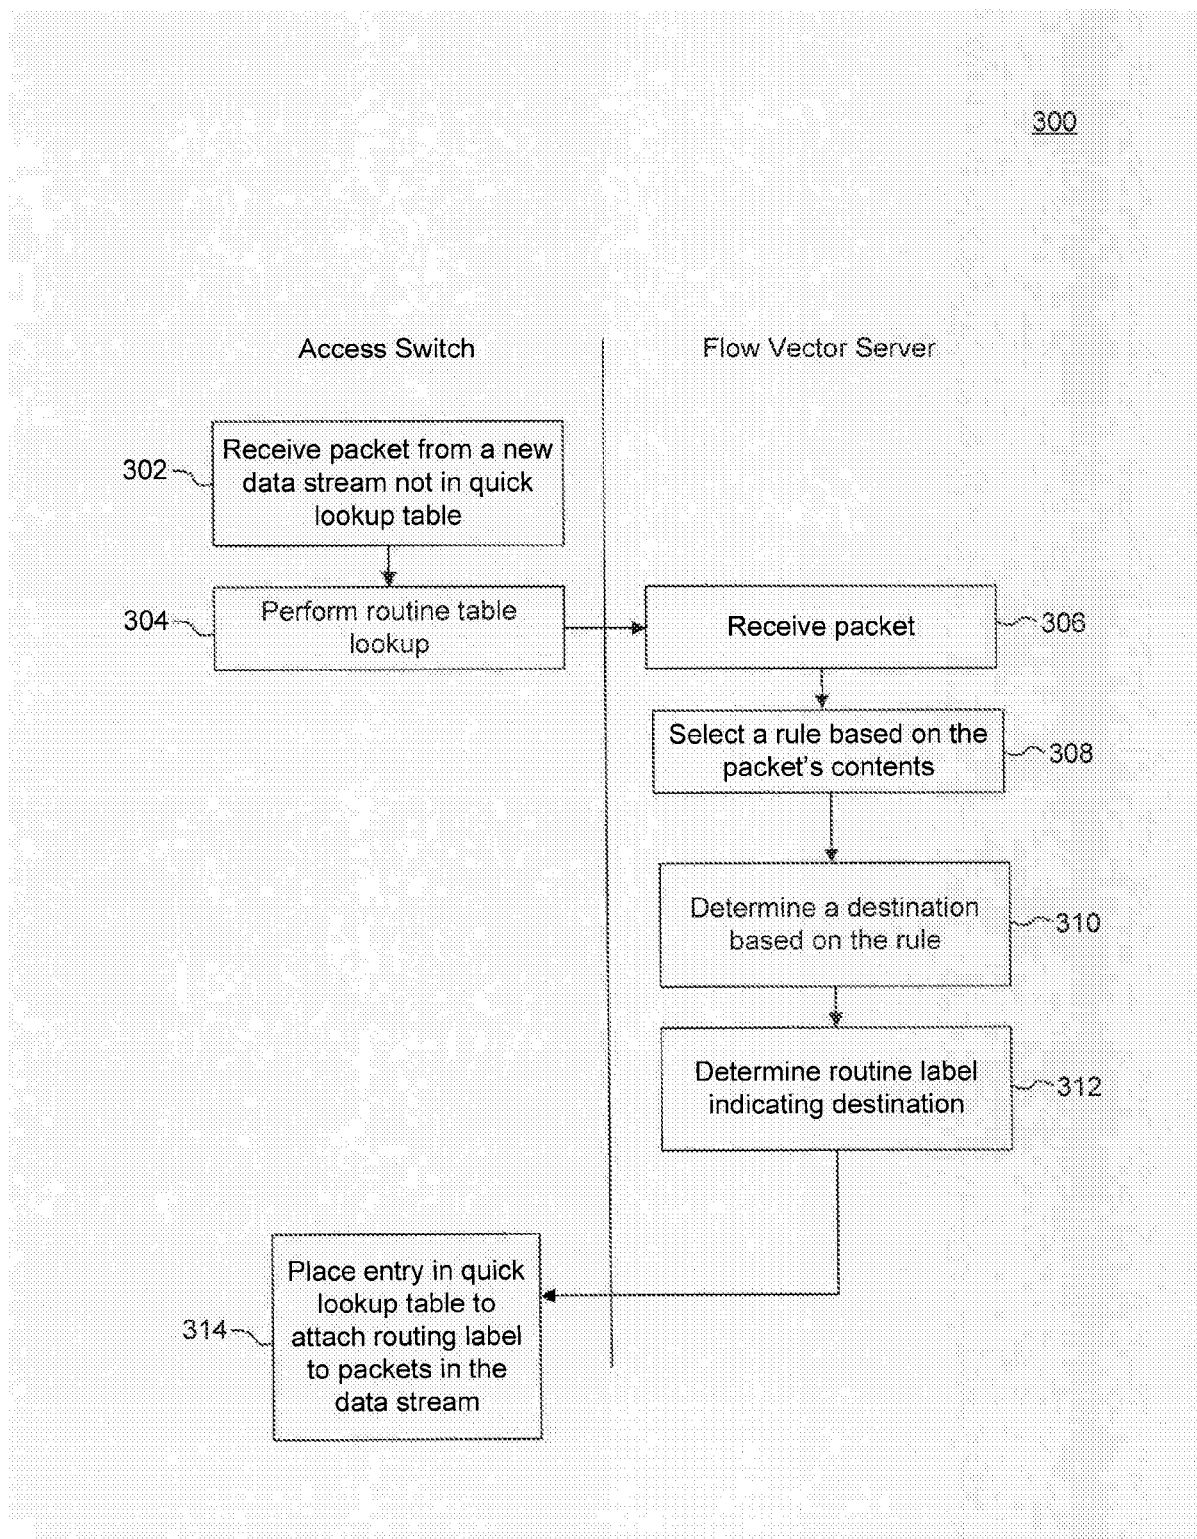 300
Access Switch
Flow Vector Server
Receive packet from a new
data stream not in quick
lookup table
302
Perform routine table
lookup
304
Receive packet
306
Select a rule based on the
packet's contents
308
Determine a destination
based on the rule
310
Determine routine label
indicating destination
312
Place entry in quick
lookup table to
attach routing label
to packets in the
data stream
314